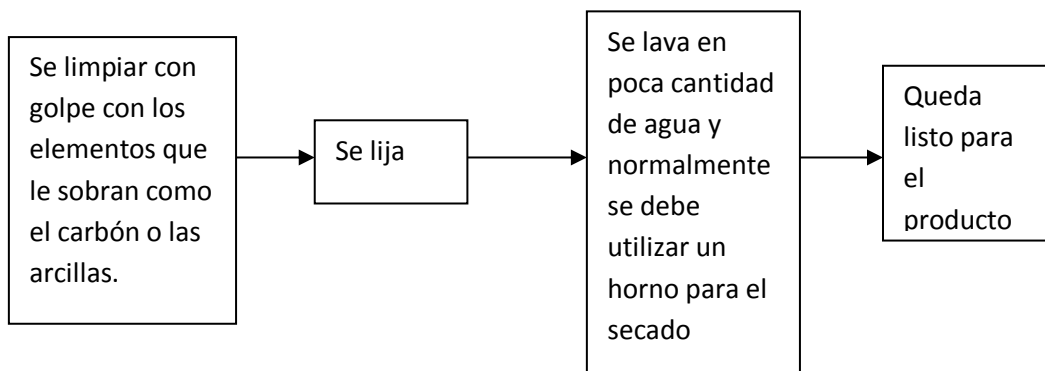 Se limpiar con
golpe con los
elementos que
le sobran como
el carbón o las
arcillas.
Se lija
Se lava en
poca cantidad
de agua y
normalmente
se debe
utilizar un
horno para el
secado
Queda
listo para
el
producto